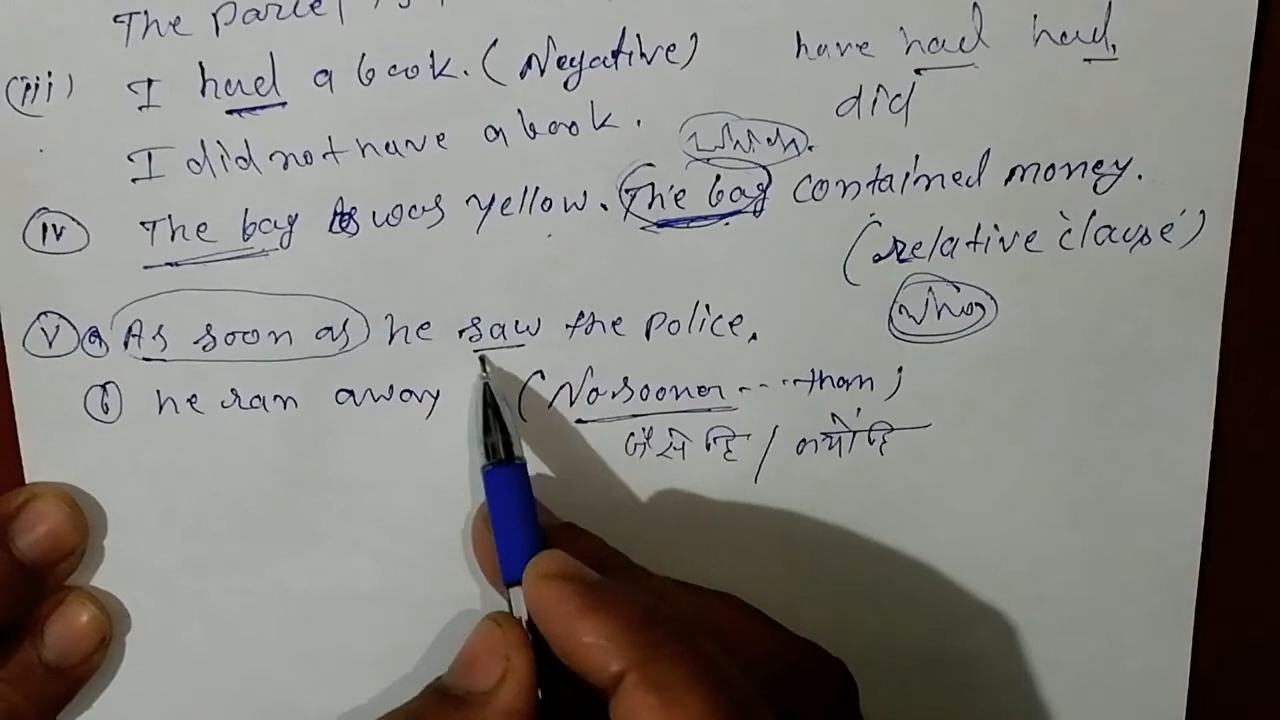 The Parcel
(iii) I had a book. (Negative) have had had,
did
I did not have a book.
which.
(iv) The bag was yellow. The bag contained money.
(relative clause)
(v) a As soon as he saw the police.
b he ran away (No sooner --- than)
जैसे हि / ज्योंहि